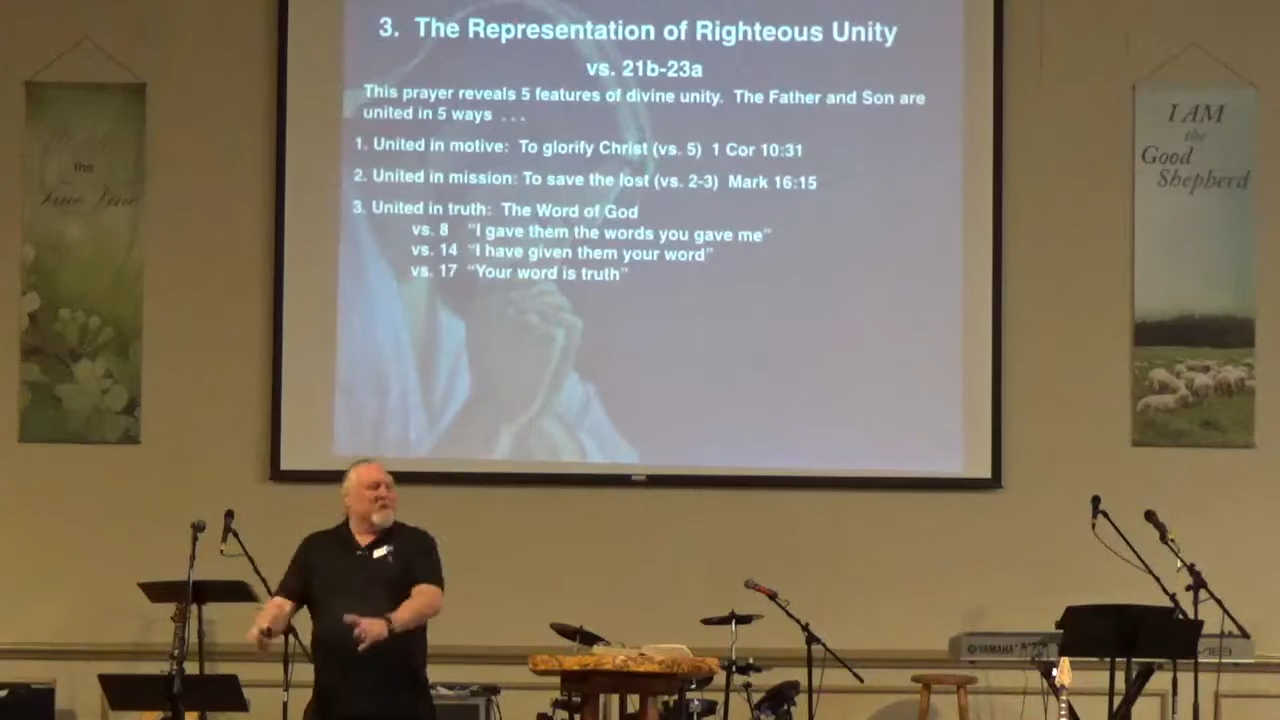 3. The Representation of Righteous Unity
vs. 21b-23a
This prayer reveals 5 features of divine unity. The Father and Son are
united in 5 ways ...
1. United in motive: To glorify Christ (vs. 5) 1 Cor 10:31
2. United in mission: To save the lost (vs. 2-3) Mark 16:15
3. United in truth: The Word of God
vs. 8 "I gave them the words you gave me"
vs. 14 "I have given them your word"
vs. 17 "Your word is truth"
the
True Vine
I AM
the
Good
Shepherd
YAMAHA